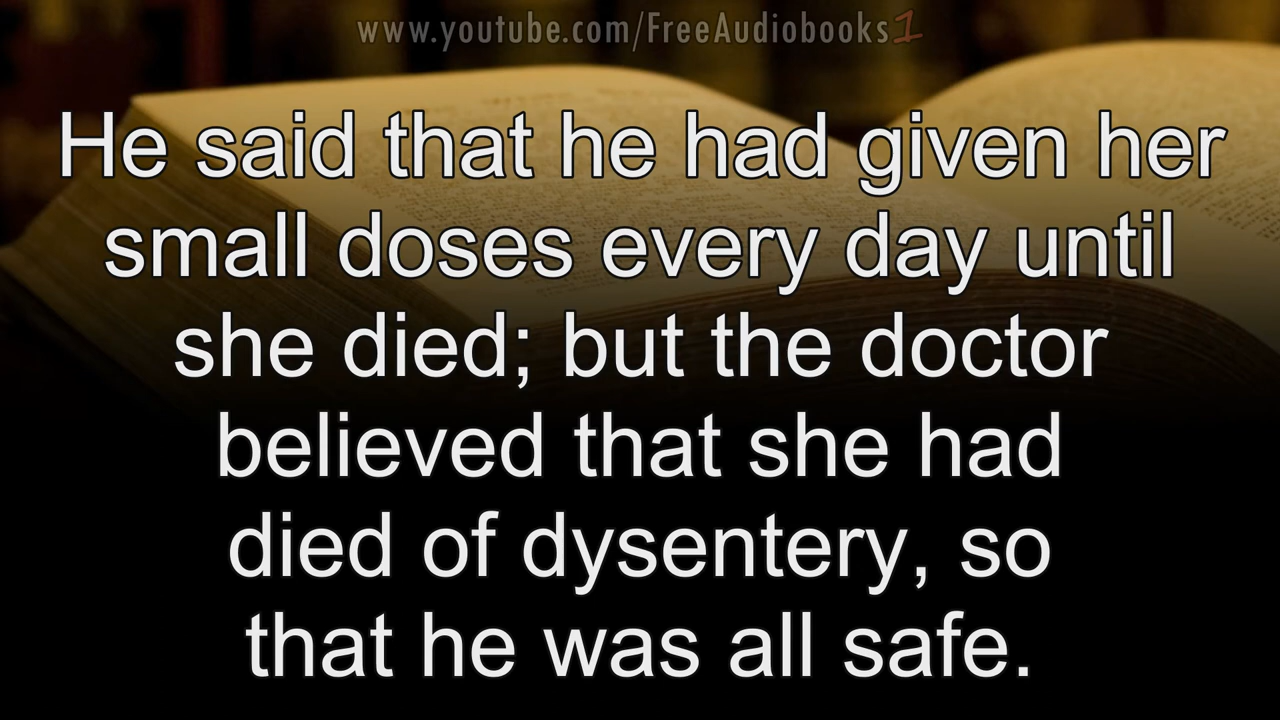 www.youtube.com/FreeAudiobooks1
He said that he had given her
small doses every day until
she died; but the doctor
believed that she had
died of dysentery, so
that he was all safe.